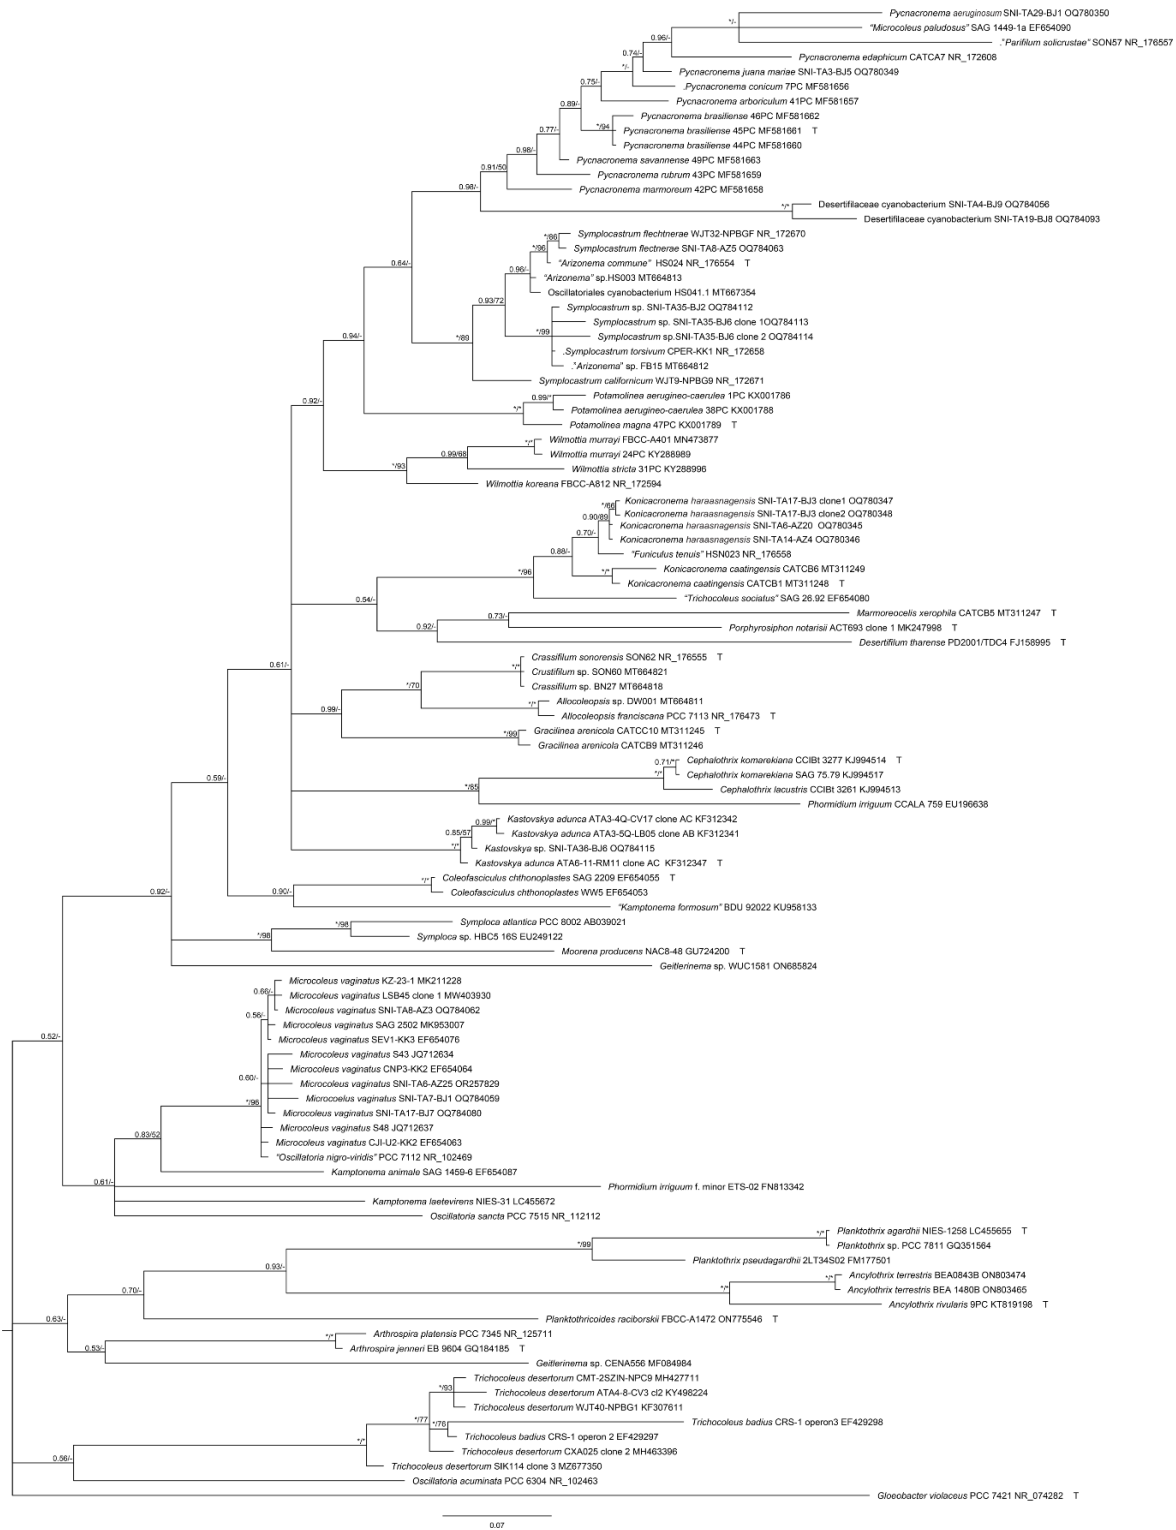 Pycnacronema aeruginosum SNI-TA29-BJ1 OQ780350
*/-
"Microcoleus paludosus" SAG 1449-1a EF654090
0.96/-
."Parifilum solicrustae" SON57 NR_176557
0.74/-
Pycnacronema edaphicum CATCA7 NR_172608
*/-
Pycnacronema juana mariae SNI-TA3-BJ5 OQ780349
0.75/-
.Pycnacronema conicum 7PC MF581656
Pycnacronema arboriculum 41PC MF581657
0.89/-
Pycnacronema brasiliense 46PC MF581662
*/94
Pycnacronema brasiliense 45PC MF581661 T
0.77/-
Pycnacronema brasiliense 44PC MF581660
0.98/-
Pycnacronema savannense 49PC MF581663
0.91/50
Pycnacronema rubrum 43PC MF581659
0.98/-
Pycnacronema marmoreum 42PC MF581658
*/*
Desertifilaceae cyanobacterium SNI-TA4-BJ9 OQ784056
Desertifilaceae cyanobacterium SNI-TA19-BJ8 OQ784093
*/86
Symplocastrum flechtnerae WJT32-NPBGF NR_172670
*/96
Symplocastrum flectnerae SNI-TA8-AZ5 OQ784063
0.64/-
"Arizonema commune" HS024 NR_176554 T
0.96/-
"Arizonema" sp.HS003 MT664813
Oscillatoriales cyanobacterium HS041.1 MT667354
0.93/72
Symplocastrum sp. SNI-TA35-BJ2 OQ784112
Symplocastrum sp. SNI-TA35-BJ6 clone 1OQ784113
*/99
Symplocastrum sp.SNI-TA35-BJ6 clone 2 OQ784114
0.94/-
*/89
.Symplocastrum torsivum CPER-KK1 NR_172658
."Arizonema" sp. FB15 MT664812
Symplocastrum californicum WJT9-NPBG9 NR_172671
0.99/*
Potamolinea aerugineo-caerulea 1PC KX001786
0.92/-
*/*
Potamolinea aerugineo-caerulea 38PC KX001788
Potamolinea magna 47PC KX001789 T
*/*
Wilmottia murrayi FBCC-A401 MN473877
0.99/68
Wilmottia murrayi 24PC KY288989
*/93
Wilmottia stricta 31PC KY288996
Wilmottia koreana FBCC-A812 NR_172594
*/66
Konicacronema haraasnagensis SNI-TA17-BJ3 clone1 OQ780347
Konicacronema haraasnagensis SNI-TA17-BJ3 clone2 OQ780348
0.90/89
Konicacronema haraasnagensis SNI-TA6-AZ20 OQ780345
0.70/-
Konicacronema haraasnagensis SNI-TA14-AZ4 OQ780346
0.88/-
"Funiculus tenuis" HSN023 NR_176558
*/96
*/*
Konicacronema caatingensis CATCB6 MT311249
Konicacronema caatingensis CATCB1 MT311248 T
0.54/-
"Trichocoleus sociatus" SAG 26.92 EF654080
0.73/-
Marmoreocelis xerophila CATCB5 MT311247 T
0.92/-
Porphyrosiphon notarisii ACT693 clone 1 MK247998 T
Desertifilum tharense PD2001/TDC4 FJ158995 T
0.61/-
Crassifilum sonorensis SON62 NR_176555 T
*/*
Crustifilum sp. SON60 MT664821
*/70
Crassifilum sp. BN27 MT664818
*/*
Allocoleopsis sp. DW001 MT664811
0.99/-
Allocoleopsis franciscana PCC 7113 NR_176473 T
*/99
Gracilinea arenicola CATCC10 MT311245 T
Gracilinea arenicola CATCB9 MT311246
0.71/*
Cephalothrix komarekiana CCIBt 3277 KJ994514 T
0.59/-
*/*
Cephalothrix komarekiana SAG 75.79 KJ994517
*/85
Cephalothrix lacustris CCIBt 3261 KJ994513
Phormidium irriguum CCALA 759 EU196638
0.99/*
Kastovskya adunca ATA3-4Q-CV17 clone AC KF312342
0.85/57
Kastovskya adunca ATA3-5Q-LB05 clone AB KF312341
*/*
Kastovskya sp. SNI-TA36-BJ6 OQ784115
Kastovskya adunca ATA6-11-RM11 clone AC KF312347 T
*/*
Coleofasciculus chthonoplastes SAG 2209 EF654055 T
0.92/-
0.90/-
Coleofasciculus chthonoplastes WW5 EF654053
"Kamptonema formosum" BDU 92022 KU958133
*/98
Symploca atlantica PCC 8002 AB039021
*/98
Symploca sp. HBC5 16S EU249122
Moorena producens NAC8-48 GU724200 T
Geitlerinema sp. WUC1581 ON685824
Microcoleus vaginatus KZ-23-1 MK211228
0.66/-
Microcoleus vaginatus LSB45 clone 1 MW403930
Microcoleus vaginatus SNI-TA8-AZ3 OQ784062
0.56/-
Microcoleus vaginatus SAG 2502 MK953007
0.52/-
Microcoleus vaginatus SEV1-KK3 EF654076
Microcoleus vaginatus S43 JQ712634
Microcoleus vaginatus CNP3-KK2 EF654064
0.60/-
Microcoleus vaginatus SNI-TA6-AZ25 OR257829
*/96
Microcoelus vaginatus SNI-TA7-BJ1 OQ784059
Microcoleus vaginatus SNI-TA17-BJ7 OQ784080
Microcoleus vaginatus S48 JQ712637
0.83/52
Microcoleus vaginatus CJI-U2-KK2 EF654063
"Oscillatoria nigro-viridis" PCC 7112 NR_102469
Kamptonema animale SAG 1459-6 EF654087
0.61/-
Phormidium irriguum f. minor ETS-02 FN813342
Kamptonema laetevirens NIES-31 LC455672
Oscillatoria sancta PCC 7515 NR_112112
*/*
Planktothrix agardhii NIES-1258 LC455655 T
*/99
Planktothrix sp. PCC 7811 GQ351564
Planktothrix pseudagardhii 2LT34S02 FM177501
0.93/-
*/*
Ancylothrix terrestris BEA0843B ON803474
0.70/-
*/*
Ancylothrix terrestris BEA 1480B ON803465
Ancylothrix rivularis 9PC KT819198 T
0.63/-
Planktothricoides raciborskii FBCC-A1472 ON775546 T
*/*
Arthrospira platensis PCC 7345 NR_125711
0.53/-
Arthrospira jenneri EB 9604 GQ184185 T
Geitlerinema sp. CENA556 MF084984
Trichocoleus desertorum CMT-2SZIN-NPC9 MH427711
*/93
Trichocoleus desertorum ATA4-8-CV3 cl2 KY498224
Trichocoleus desertorum WJT40-NPBG1 KF307611
*/77
*/76
Trichocoleus badius CRS-1 operon3 EF429298
Trichocoleus badius CRS-1 operon 2 EF429297
*/*
Trichocoleus desertorum CXA025 clone 2 MH463396
0.56/-
Trichocoleus desertorum SIK114 clone 3 MZ677350
Oscillatoria acuminata PCC 6304 NR_102463
Gloeobacter violaceus PCC 7421 NR_074282 T
0.07